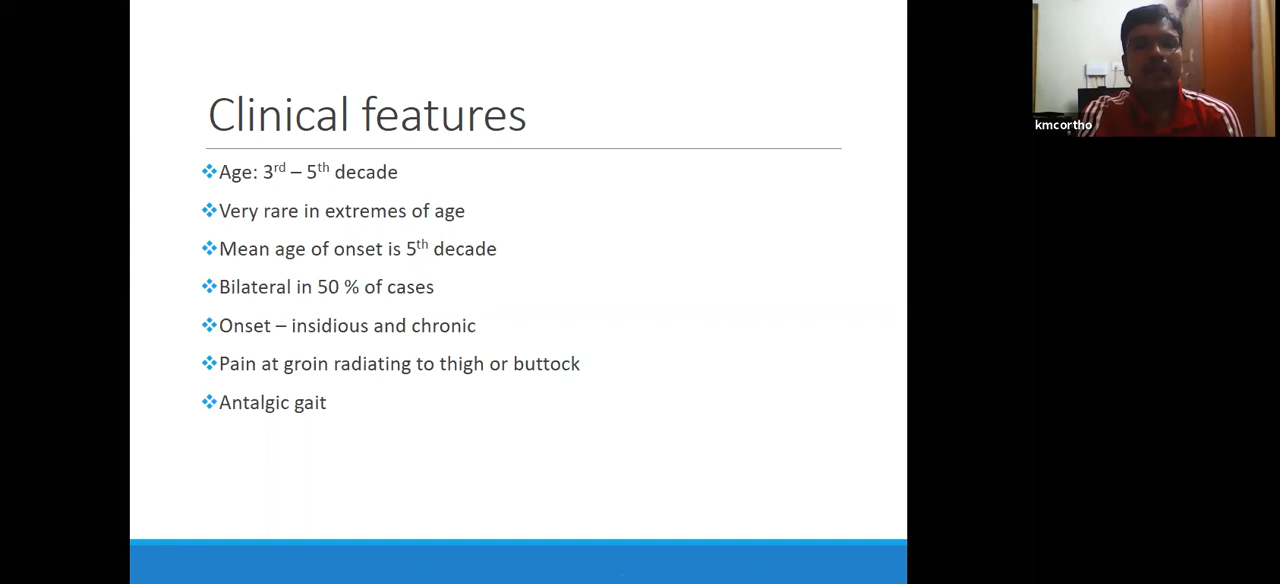 Clinical features
❖Age: 3rd – 5th decade
❖Very rare in extremes of age
❖Mean age of onset is 5th decade
❖Bilateral in 50 % of cases
❖Onset – insidious and chronic
❖Pain at groin radiating to thigh or buttock
❖Antalgic gait
kmcortho